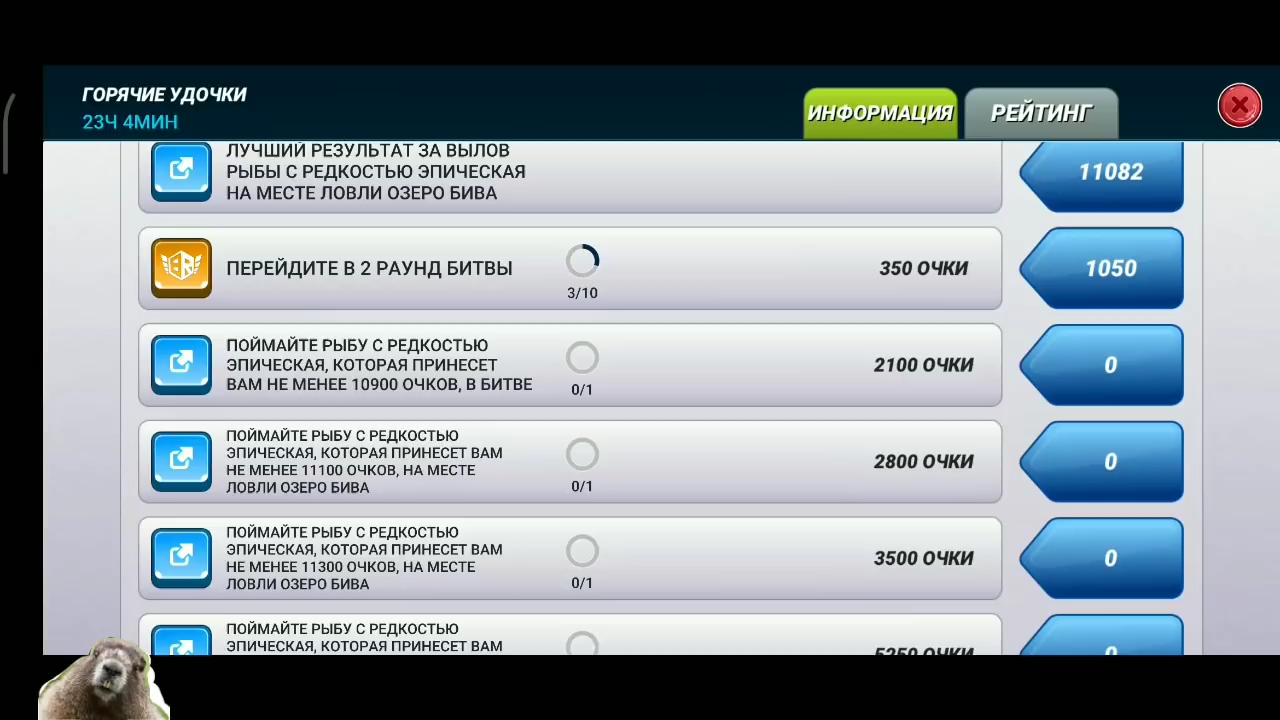 ГОРЯЧИЕ УДОЧКИ
23Ч 4МИН
ИНФОРМАЦИЯ
РЕЙТИНГ
ЛУЧШИЙ РЕЗУЛЬТАТ ЗА ВЫЛОВ
РЫБЫ С РЕДКОСТЬЮ ЭПИЧЕСКАЯ
НА МЕСТЕ ЛОВЛИ ОЗЕРО БИВА
11082
ПЕРЕЙДИТЕ В 2 РАУНД БИТВЫ
3/10
350 ОЧКИ
1050
ПОЙМАЙТЕ РЫБУ С РЕДКОСТЬЮ
ЭПИЧЕСКАЯ, КОТОРАЯ ПРИНЕСЕТ
ВАМ НЕ МЕНЕЕ 10900 ОЧКОВ, В БИТВЕ
0/1
2100 ОЧКИ
0
ПОЙМАЙТЕ РЫБУ С РЕДКОСТЬЮ
ЭПИЧЕСКАЯ, КОТОРАЯ ПРИНЕСЕТ ВАМ
НЕ МЕНЕЕ 11100 ОЧКОВ, НА МЕСТЕ
ЛОВЛИ ОЗЕРО БИВА
0/1
2800 ОЧКИ
0
ПОЙМАЙТЕ РЫБУ С РЕДКОСТЬЮ
ЭПИЧЕСКАЯ, КОТОРАЯ ПРИНЕСЕТ ВАМ
НЕ МЕНЕЕ 11300 ОЧКОВ, НА МЕСТЕ
ЛОВЛИ ОЗЕРО БИВА
0/1
3500 ОЧКИ
0
ПОЙМАЙТЕ РЫБУ С РЕДКОСТЬЮ
ЭПИЧЕСКАЯ, КОТОРАЯ ПРИНЕСЕТ ВАМ
5250 ОЧКИ
0